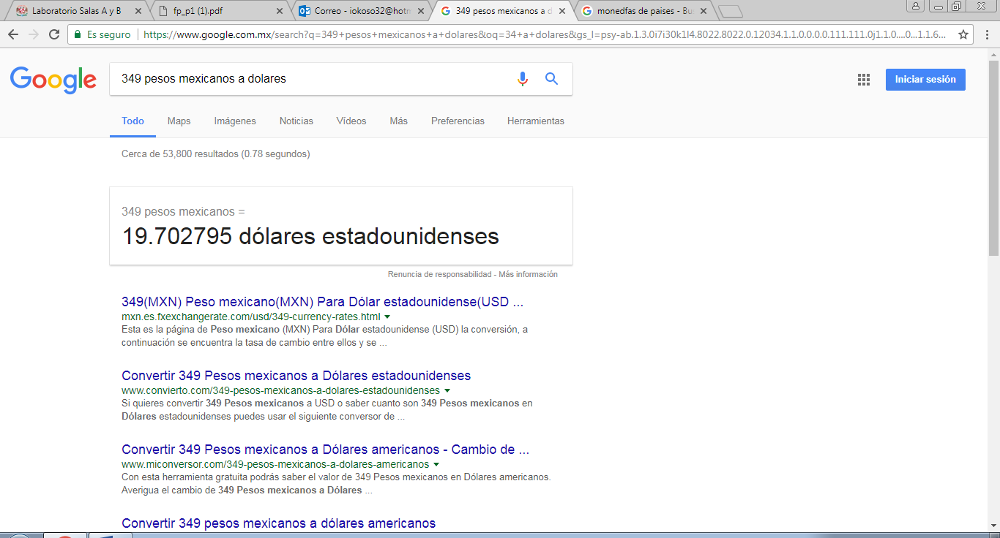 Laboratorio Salas A y B
fp_p1 (1).pdf
Correo - iokoso32@hotm
349 pesos mexicanos a d
monedfas de paises - Bu
Es seguro
https://www.google.com.mx/search?q=349+pesos+mexicanos+a+dolares&oq=34+a+dolares&gs_l=psy-ab.1.3.0i7i30k1l4.8022.8022.0.12034.1.1.0.0.0.0.111.111.0j1.1.0....0...1.1.6...
Google
349 pesos mexicanos a dolares
Iniciar sesión
Todo
Maps
Imágenes
Noticias
Vídeos
Más
Preferencias
Herramientas
Cerca de 53,800 resultados (0.78 segundos)
349 pesos mexicanos =
19.702795 dólares estadounidenses
Renuncia de responsabilidad - Más información
349(MXN) Peso mexicano(MXN) Para Dólar estadounidense(USD ...
mxn.es.fxexchangerate.com/usd/349-currency-rates.html
Esta es la página de Peso mexicano (MXN) Para Dólar estadounidense (USD) la conversión, a
continuación se encuentra la tasa de cambio entre ellos y se ...
Convertir 349 Pesos mexicanos a Dólares estadounidenses
www.convierto.com/349-pesos-mexicanos-a-dolares-estadounidenses
Si quieres convertir 349 Pesos mexicanos a USD o saber cuanto son 349 Pesos mexicanos en
Dólares estadounidenses puedes usar el siguiente conversor de ...
Convertir 349 Pesos mexicanos a Dólares americanos - Cambio de ...
www.miconversor.com/349-pesos-mexicanos-a-dolares-americanos
Con esta herramienta gratuita podrás saber el valor de 349 Pesos mexicanos en Dólares americanos.
Averigua el cambio de 349 Pesos mexicanos a Dólares ...
Convertir 349 pesos mexicanos a dólares americanos